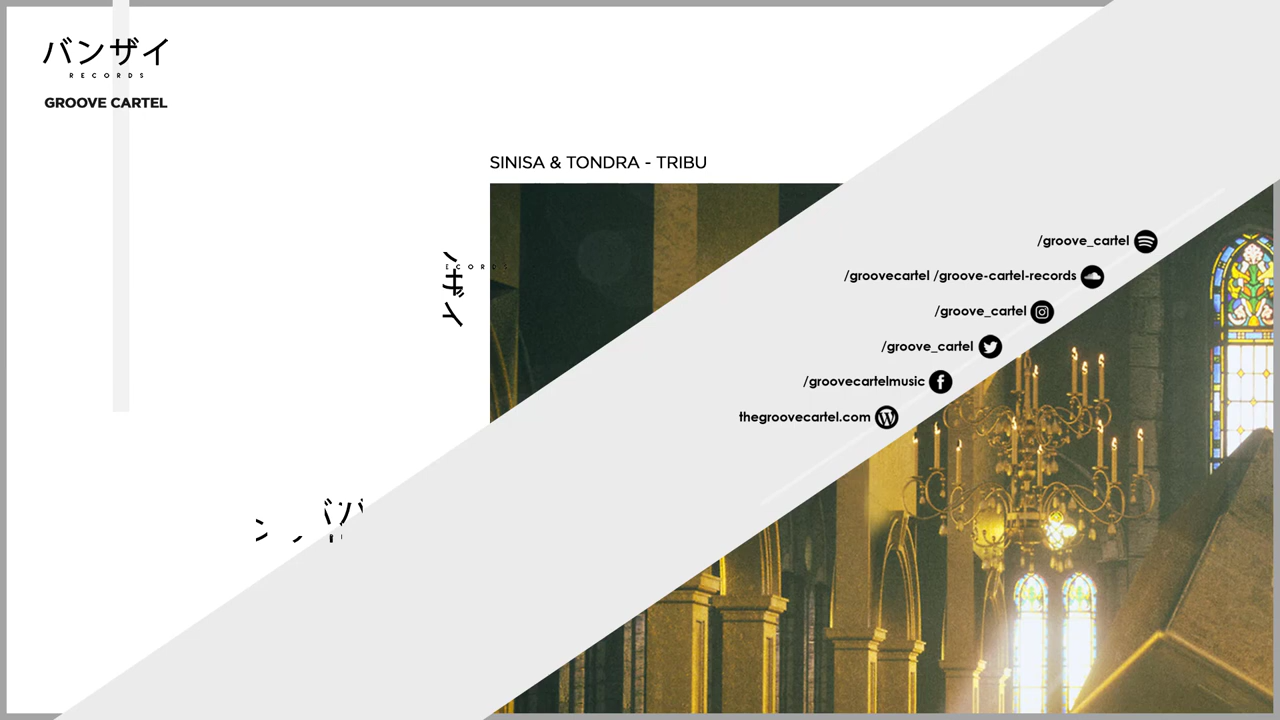 バンザイ
RECORDS
GROOVE CARTEL
SINISA & TONDRA - TRIBU
/groove_cartel
/groovecartel /groove-cartel-records
/groove_cartel
/groove_cartel
/groovecartelmusic
thegroovecartel.com